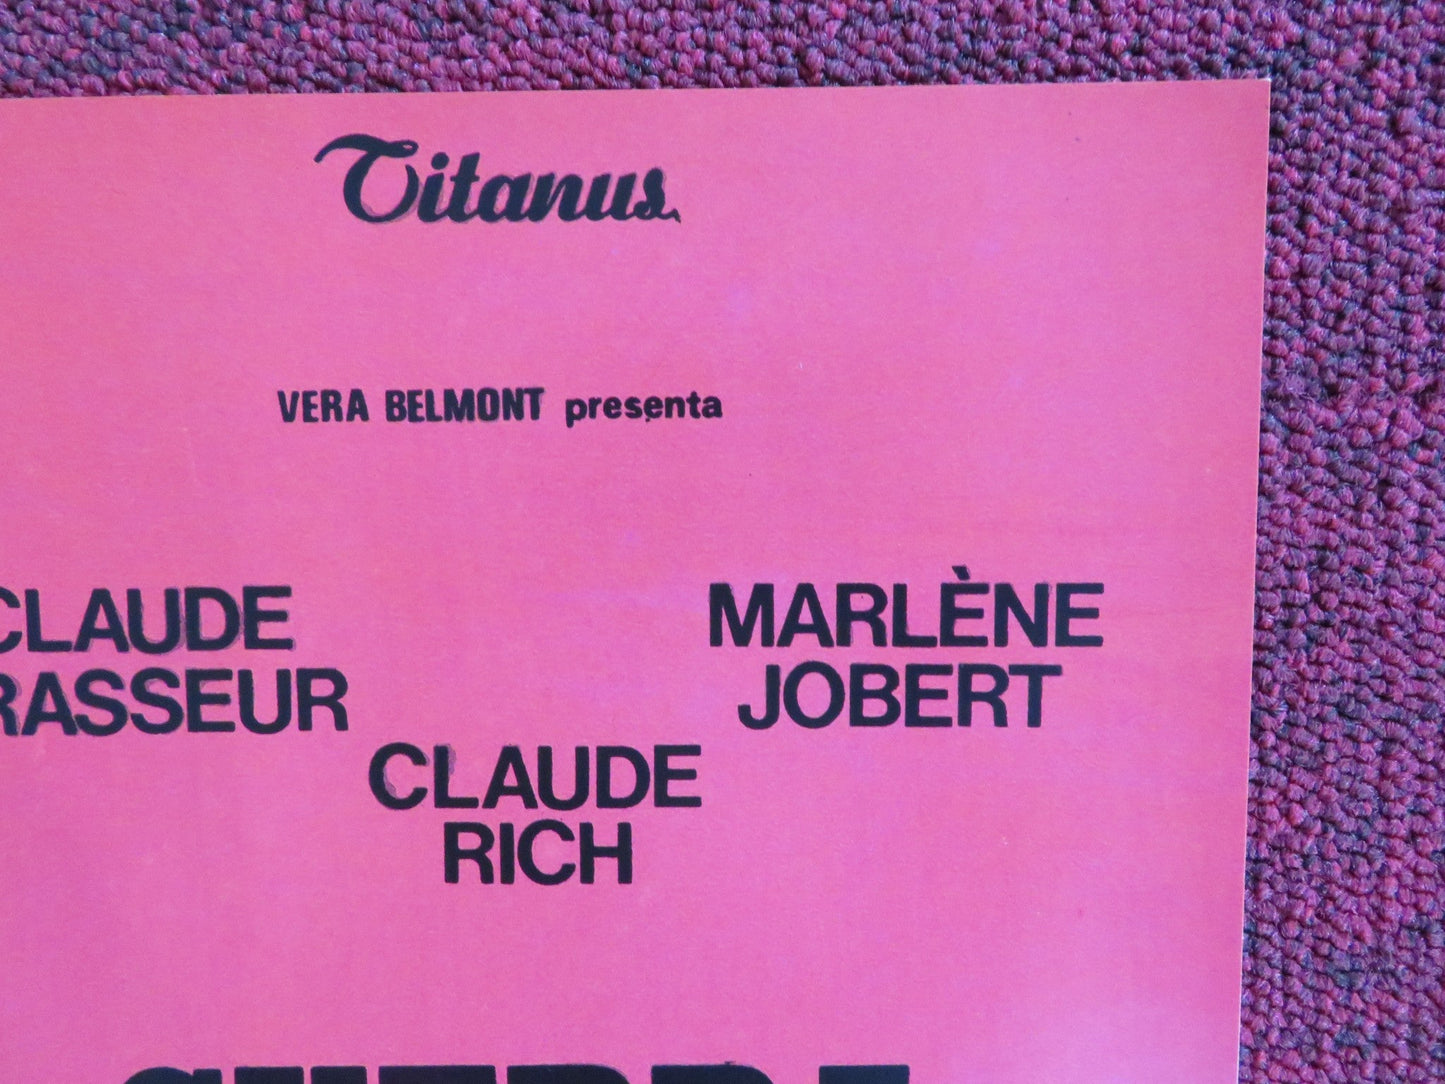 Titanus
VERA BELMONT presenta
CLAUDE
RASSEUR
MARLÈNE
JOBERT
CLAUDE
RICH